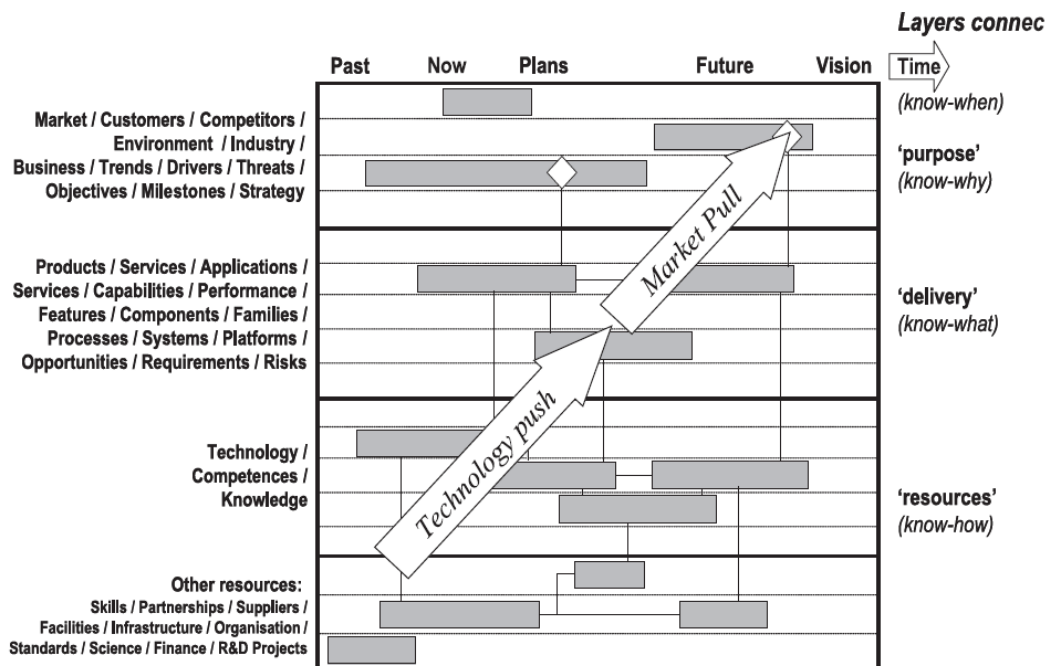 Layers connec
Past Now Plans Future Vision Time
(know-when)
Market / Customers / Competitors /
Environment / Industry /
Business / Trends / Drivers / Threats /
Objectives / Milestones / Strategy
'purpose'
(know-why)
Market Pull
Products / Services / Applications /
Services / Capabilities / Performance /
Features / Components / Families /
Processes / Systems / Platforms /
Opportunities / Requirements / Risks
'delivery'
(know-what)
Technology push
Technology /
Competences /
Knowledge
'resources'
(know-how)
Other resources:
Skills / Partnerships / Suppliers /
Facilities / Infrastructure / Organisation /
Standards / Science / Finance / R&D Projects